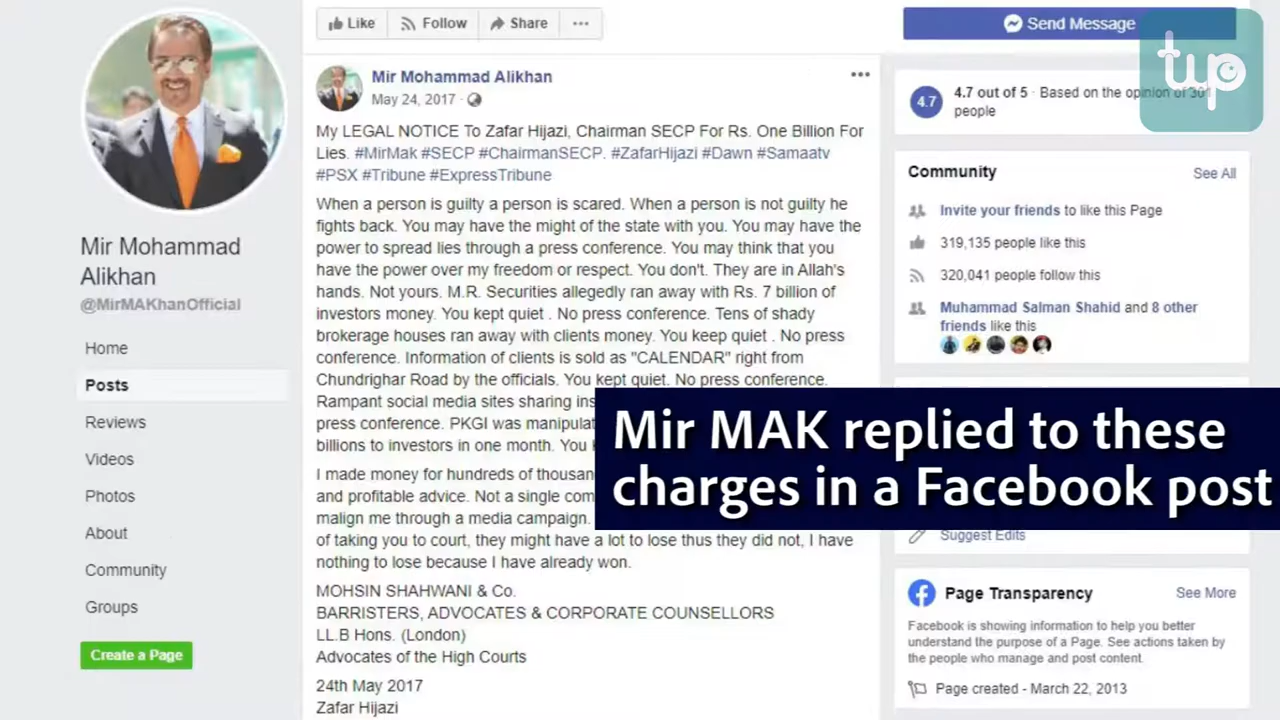 Mir Mohammad
Alikhan
@MirMAKhanOfficial
Home
Posts
Reviews
Videos
Photos
About
Community
Groups
Create a Page
Like
Follow
Share
Mir Mohammad Alikhan
May 24, 2017
My LEGAL NOTICE To Zafar Hijazi, Chairman SECP For Rs. One Billion For
Lies. #MirMak #SECP #ChairmanSECP. #ZafarHijazi #Dawn #Samaatv
#PSX #Tribune #ExpressTribune
When a person is guilty a person is scared. When a person is not guilty he
fights back. You may have the might of the state with you. You may have the
power to spread lies through a press conference. You may think that you
have the power over my freedom or respect. You don't. They are in Allah's
hands. Not yours. M.R. Securities allegedly ran away with Rs. 7 billion of
investors money. You kept quiet . No press conference. Tens of shady
brokerage houses ran away with clients money. You keep quiet . No press
conference. Information of clients is sold as "CALENDAR" right from
Chundrighar Road by the officials. You kept quiet. No press conference.
Rampant social media sites sharing
press conference. PKGI was
billions to investors in one month. You
I made money for hundreds of
and profitable advice. Not a single
malign me through a media campaign.
of taking you to court, they might have a lot to lose thus they did not, I have
nothing to lose because I have already won.
MOHSIN SHAHWANI & Co.
BARRISTERS, ADVOCATES & CORPORATE COUNSELLORS
LL.B Hons. (London)
Advocates of the High Courts
24th May 2017
Zafar Hijazi
Send Message
tup
4.7
4.7 out of 5 · Based on the opinion of
people
Community
See All
Invite your friends to like this Page
319,135 people like this
320,041 people follow this
Muhammad Salman Shahid and 8 other
friends like this
Mir MAK replied to these
charges in a Facebook post
Suggest Edits
Page Transparency
See More
Facebook is showing information to help you better
understand the purpose of a Page. See actions taken by
the people who manage and post content.
Page created - March 22, 2013